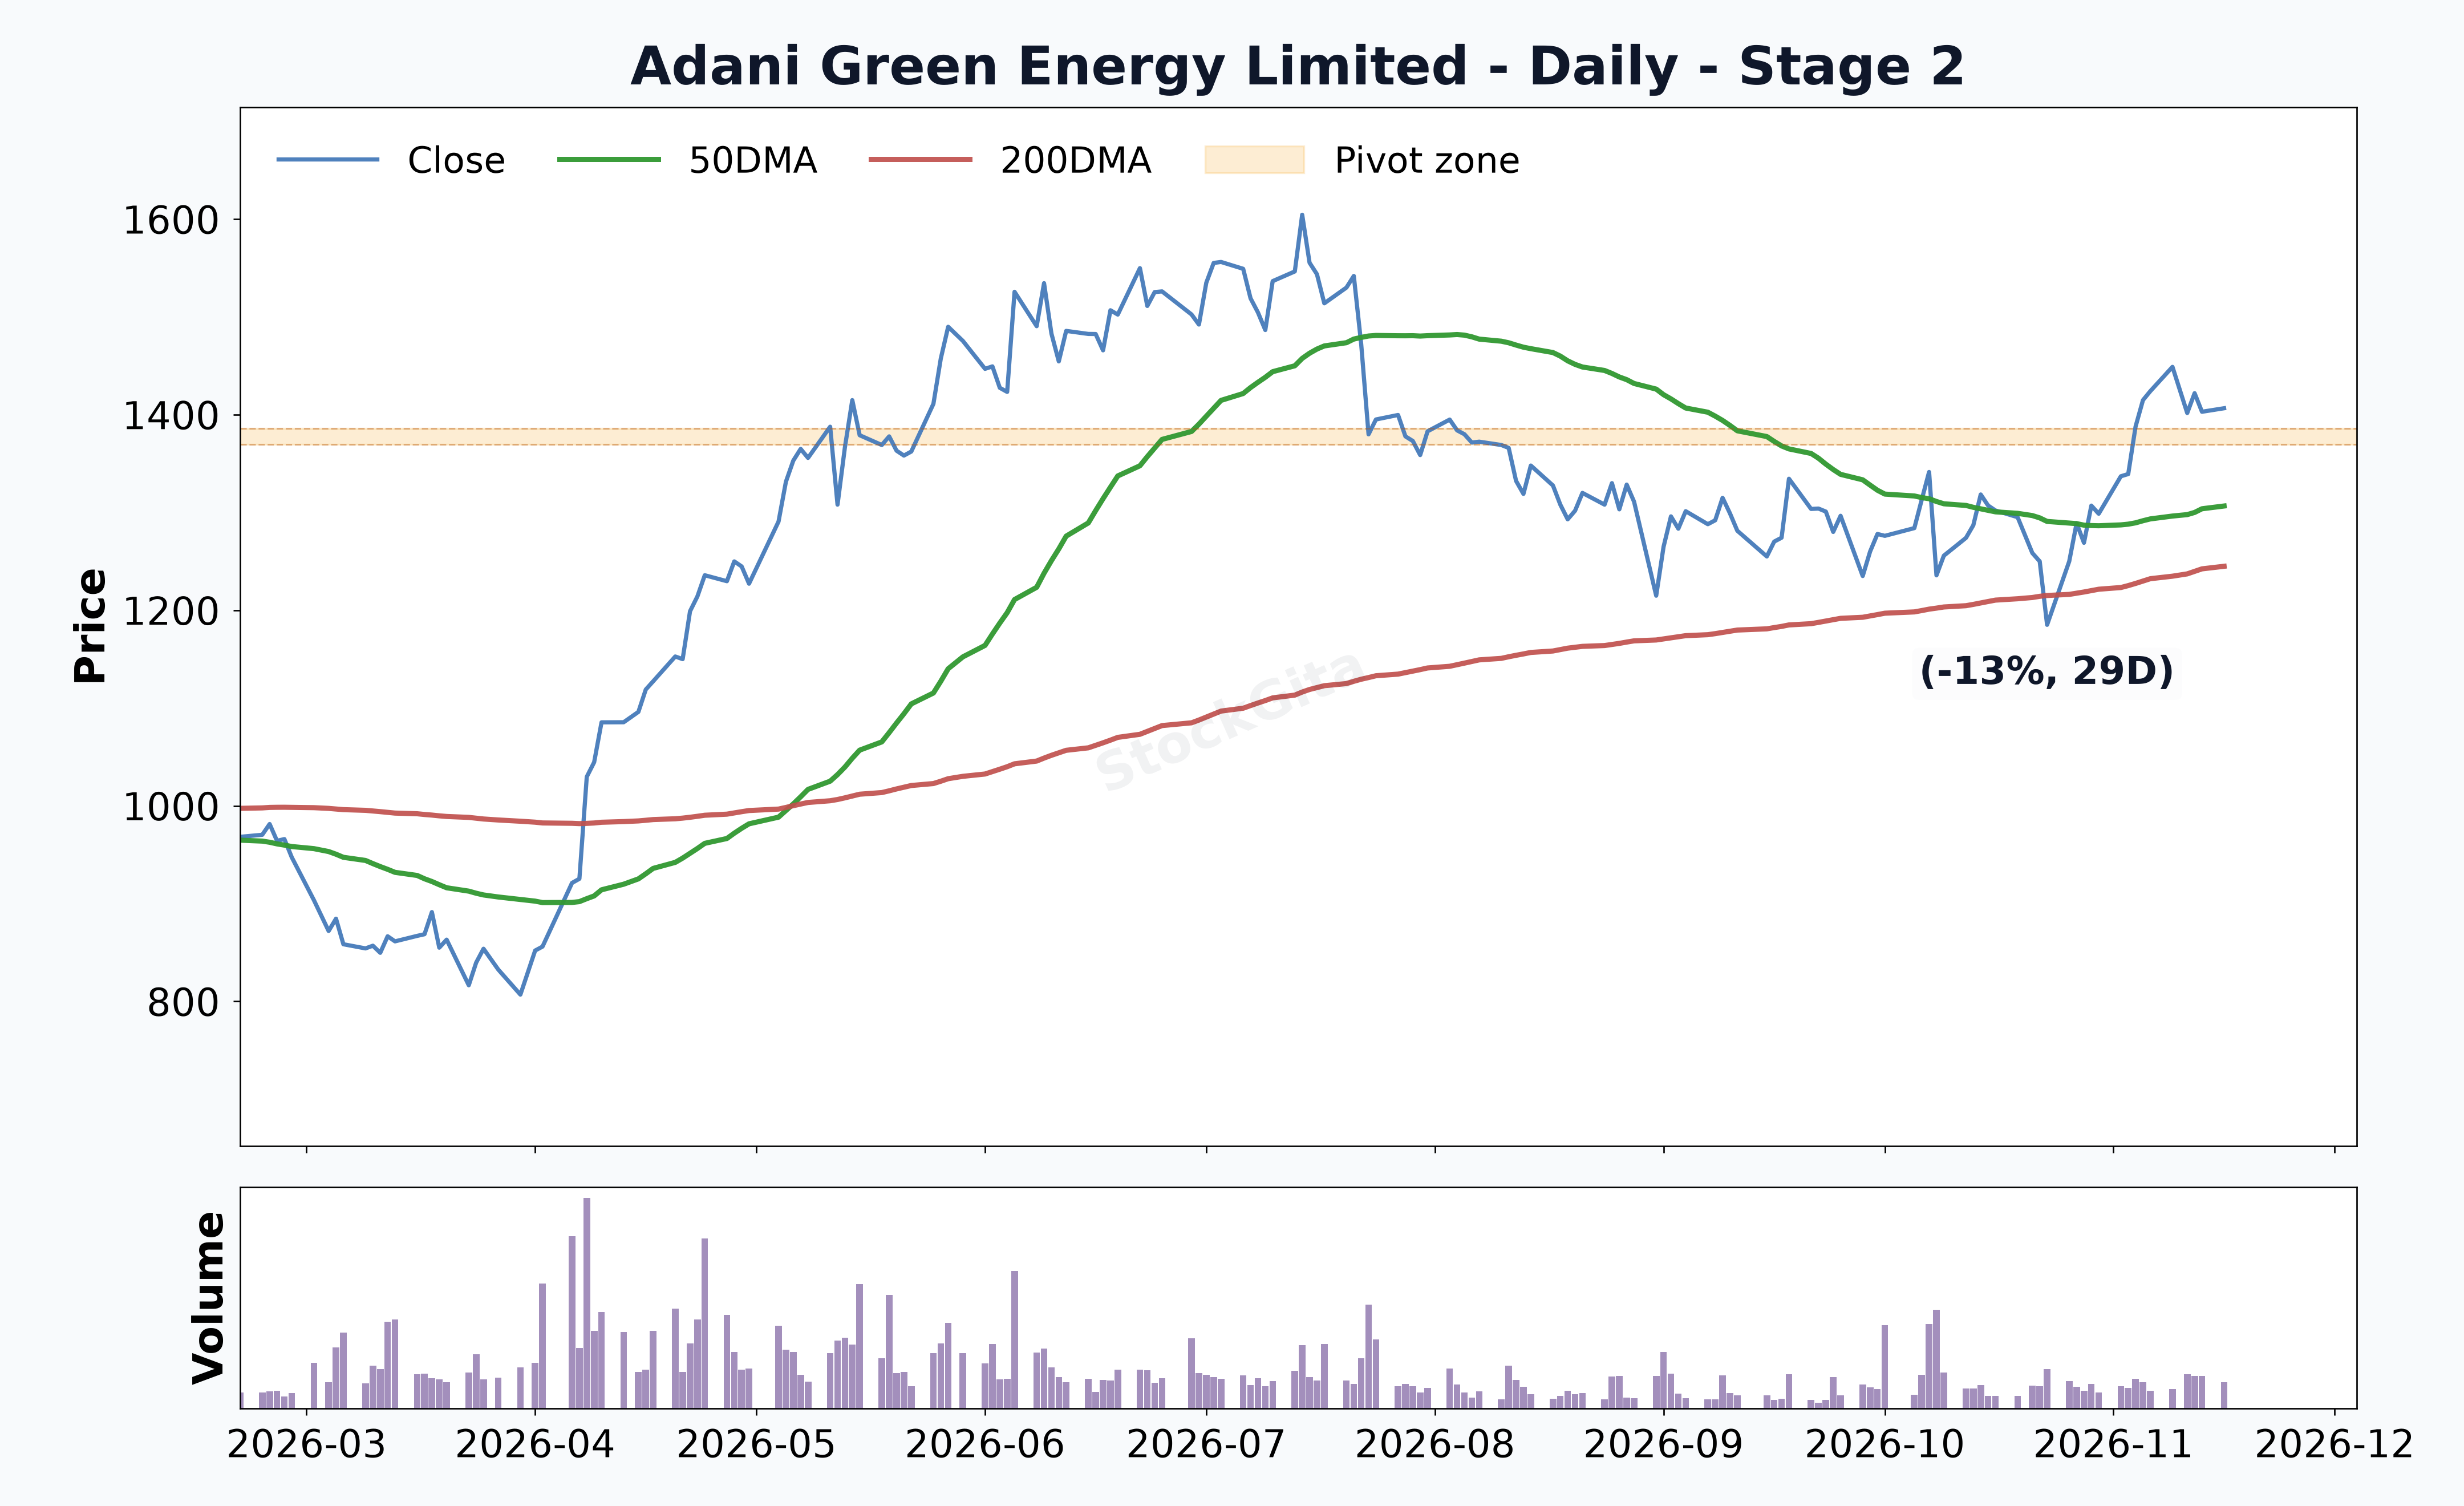 Adani Green Energy Limited - Daily - Stage 2
Close 50DMA 200DMA Pivot zone
1600
1400
1200
1000
800
Price
(-13%, 29D)
StockGita
Volume
2026-03 2026-04 2026-05 2026-06 2026-07 2026-08 2026-09 2026-10 2026-11 2026-12